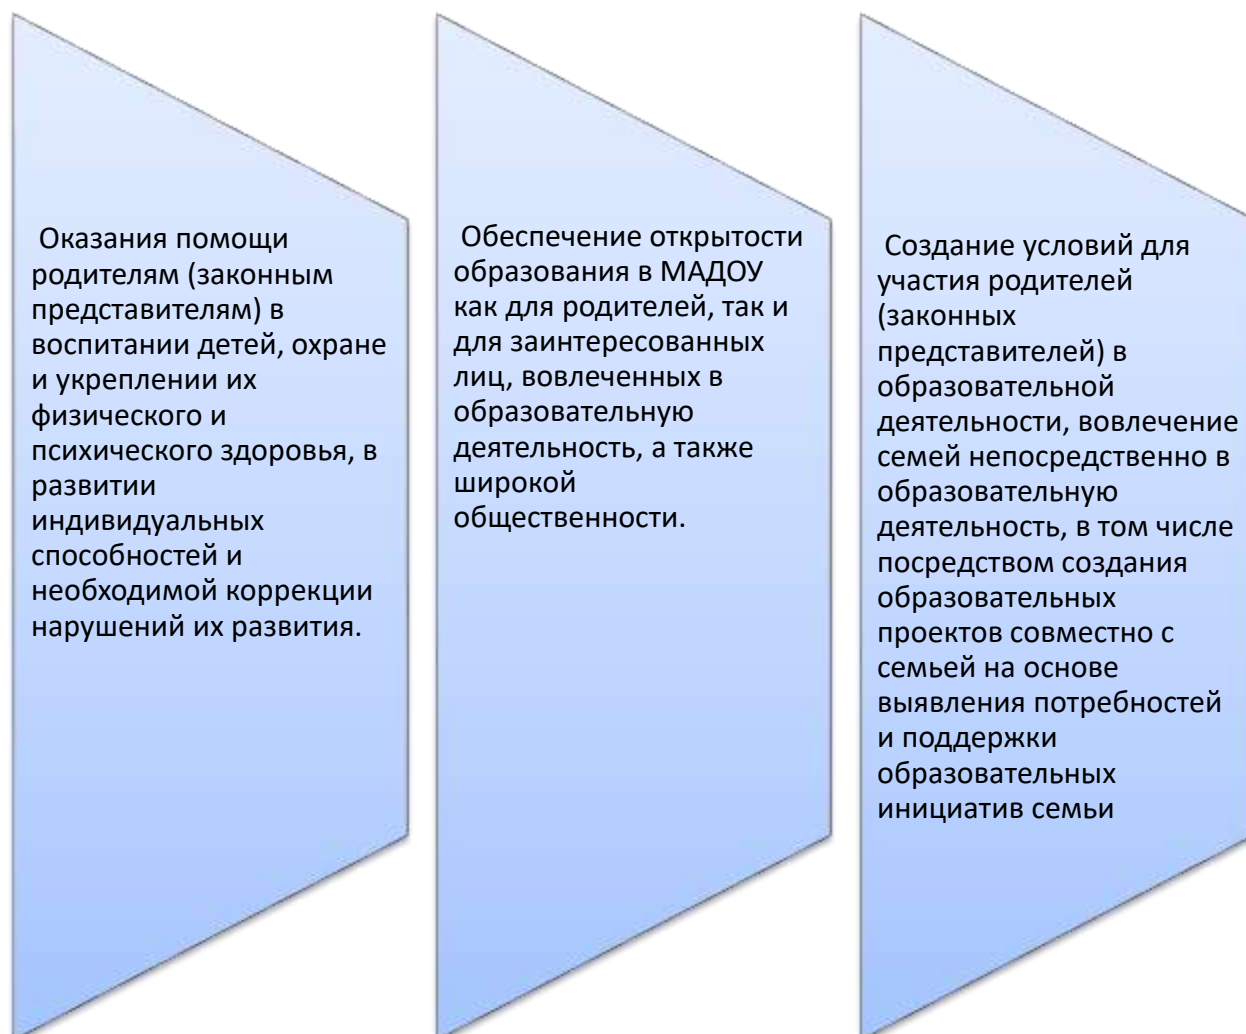 Оказания помощи
родителям (законным
представителям) в
воспитании детей, охране
и укреплении их
физического и
психического здоровья, в
развитии
индивидуальных
способностей и
необходимой коррекции
нарушений их развития.
Обеспечение открытости
образования в МАДОУ
как для родителей, так и
для заинтересованных
лиц, вовлеченных в
образовательную
деятельность, а также
широкой
общественности.
Создание условий для
участия родителей
(законных
представителей) в
образовательной
деятельности, вовлечение
семей непосредственно в
образовательную
деятельность, в том числе
посредством создания
образовательных
проектов совместно с
семьей на основе
выявления потребностей
и поддержки
образовательных
инициатив семьи